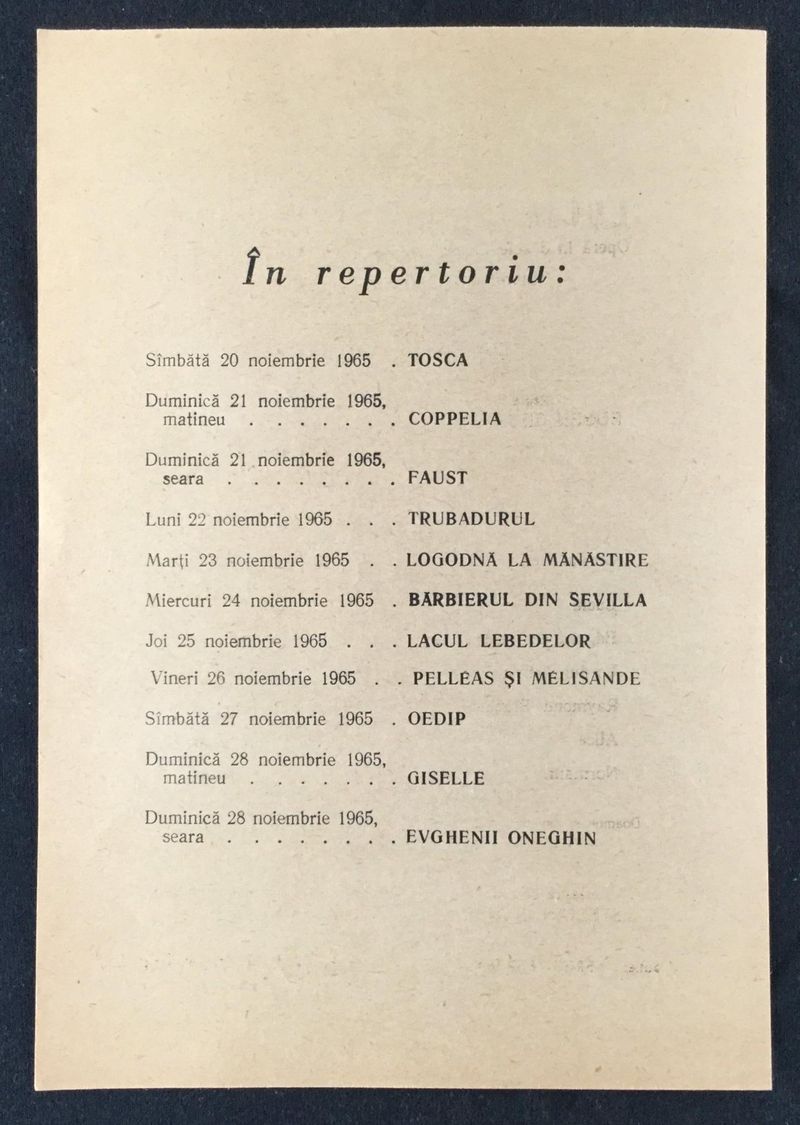 În repertoriu:
Sîmbătă 20 noiembrie 1965 . TOSCA
Duminică 21 noiembrie 1965,
matineu . . . . . . . COPPELIA
Duminică 21 noiembrie 1965,
seara . . . . . . . . FAUST
Luni 22 noiembrie 1965 . . . TRUBADURUL
Marți 23 noiembrie 1965 . . LOGODNĂ LA MĂNĂSTIRE
Miercuri 24 noiembrie 1965 . BĂRBIERUL DIN SEVILLA
Joi 25 noiembrie 1965 . . . LACUL LEBEDELOR
Vineri 26 noiembrie 1965 . . PELLÉAS ȘI MÉLISANDE
Sîmbătă 27 noiembrie 1965 . OEDIP
Duminică 28 noiembrie 1965,
matineu . . . . . . . GISELLE
Duminică 28 noiembrie 1965,
seara . . . . . . . . EVGHENII ONEGHIN